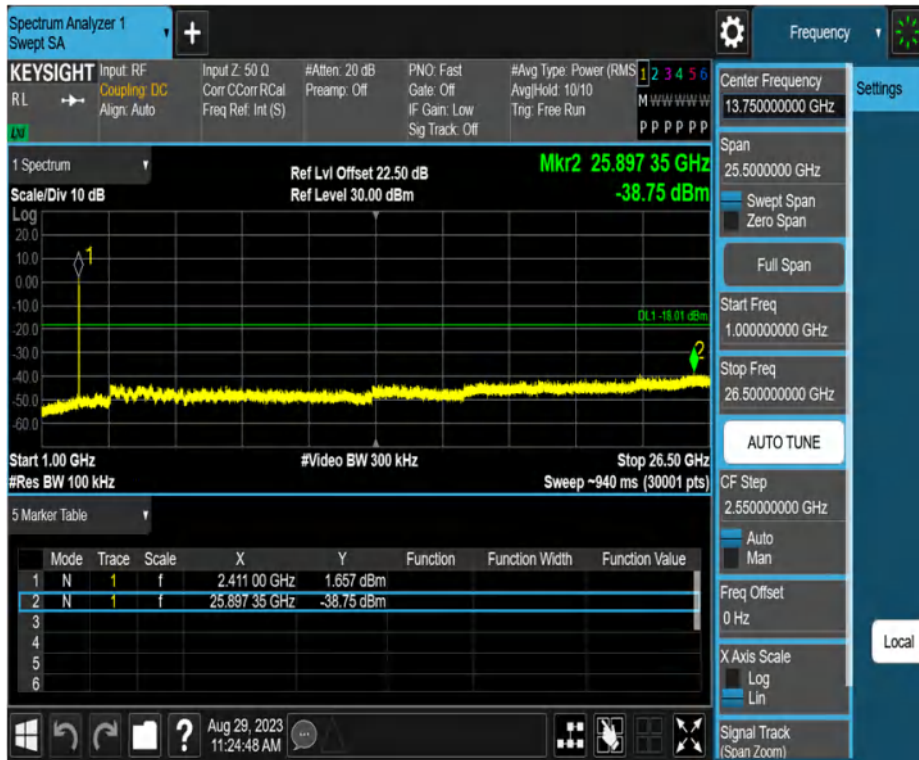 Spectrum Analyzer 1
Swept SA
+
Frequency
KEYSIGHT
RL
LXI
Input: RF
Coupling: DC
Align: Auto
Input Z: 50 Ω
Corr CCorr RCal
Freq Ref: Int (S)
#Atten: 20 dB
Preamp: Off
PNO: Fast
Gate: Off
IF Gain: Low
Sig Track: Off
#Avg Type: Power (RMS
Avg|Hold: 10/10
Trig: Free Run
1 2 3 4 5 6
M W W W W W
P P P P P P
1 Spectrum
Scale/Div 10 dB
Ref Lvl Offset 22.50 dB
Ref Level 30.00 dBm
Mkr2 25.897 35 GHz
-38.75 dBm
Log
20.0
10.0
0.00
-10.0
-20.0
-30.0
-40.0
-50.0
-60.0
1
DL1 -18.01 dBm
2
Start 1.00 GHz
#Video BW 300 kHz
Stop 26.50 GHz
#Res BW 100 kHz
Sweep ~940 ms (30001 pts)
5 Marker Table
Mode Trace Scale X Y Function Function Width Function Value
1 N 1 f 2.411 00 GHz 1.657 dBm
2 N 1 f 25.897 35 GHz -38.75 dBm
3
4
5
6
?
Aug 29, 2023
11:24:48 AM
Center Frequency
13.750000000 GHz
Settings
Span
25.5000000 GHz
Swept Span
Zero Span
Full Span
Start Freq
1.000000000 GHz
Stop Freq
26.500000000 GHz
AUTO TUNE
CF Step
2.550000000 GHz
Auto
Man
Freq Offset
0 Hz
Local
X Axis Scale
Log
Lin
Signal Track
(Span Zoom)